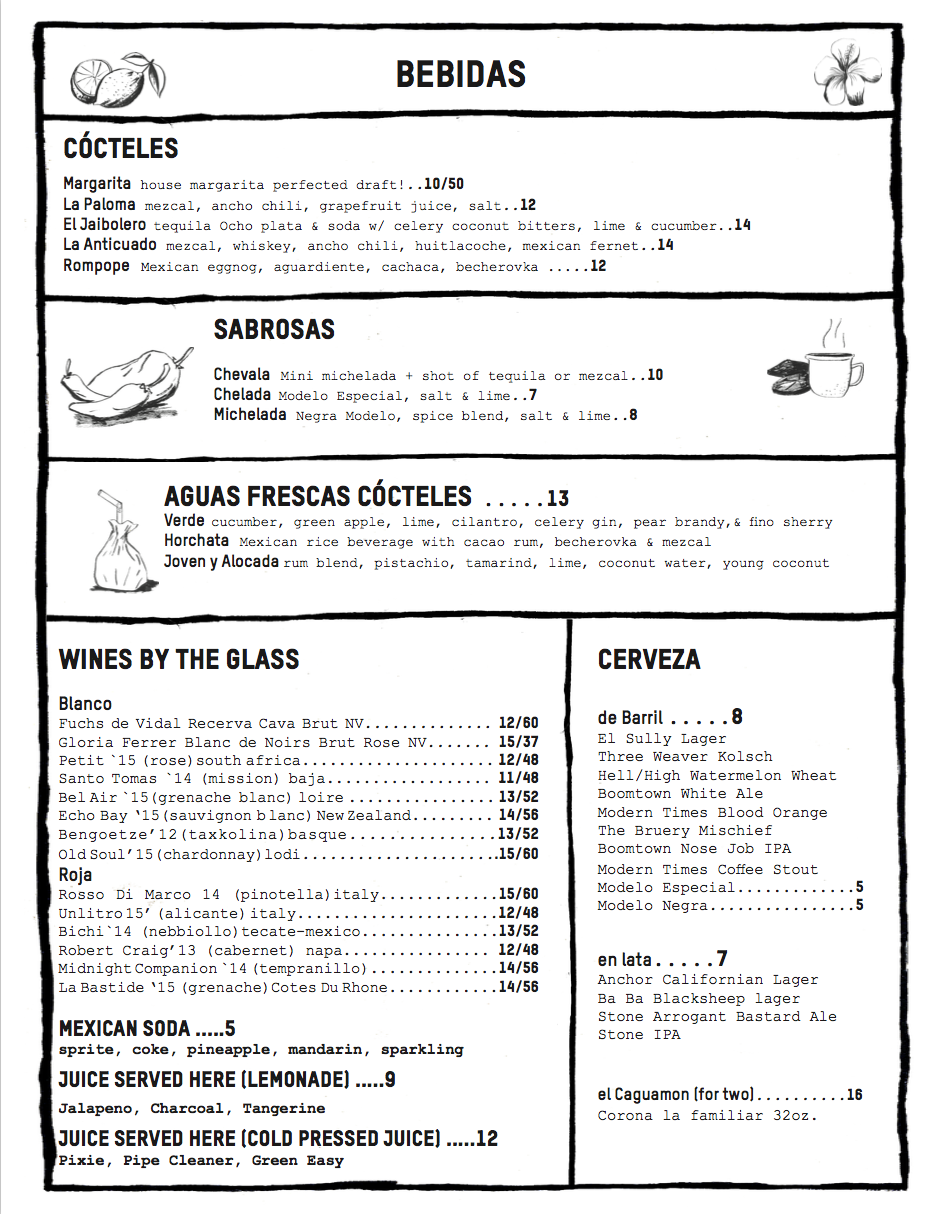 BEBIDAS
CÓCTELES
Margarita house margarita perfected draft!..10/50
La Paloma mezcal, ancho chili, grapefruit juice, salt..12
El Jaibolero tequila Ocho plata & soda w/ celery coconut bitters, lime & cucumber..14
La Anticuado mezcal, whiskey, ancho chili, huitlacoche, mexican fernet..14
Rompope Mexican eggnog, aguardiente, cachaca, becherovka .....12
SABROSAS
Chevala Mini michelada + shot of tequila or mezcal..10
Chelada Modelo Especial, salt & lime..7
Michelada Negra Modelo, spice blend, salt & lime..8
AGUAS FRESCAS CÓCTELES .....13
Verde cucumber, green apple, lime, cilantro, celery gin, pear brandy,& fino sherry
Horchata Mexican rice beverage with cacao rum, becherovka & mezcal
Joven y Alocada rum blend, pistachio, tamarind, lime, coconut water, young coconut
WINES BY THE GLASS
Blanco
Fuchs de Vidal Recerva Cava Brut NV.............. 12/60
Gloria Ferrer Blanc de Noirs Brut Rose NV....... 15/37
Petit `15 (rose) south africa..................... 12/48
Santo Tomas `14 (mission) baja.................. 11/48
Bel Air `15 (grenache blanc) loire ................13/52
Echo Bay '15 (sauvignon blanc) New Zealand......... 14/56
Bengoetze'12 (taxkolina) basque................13/52
Old Soul'15 (chardonnay) lodi......................15/60
Roja
Rosso Di Marco 14 (pinotella) italy.............15/60
Unlitro 15' (alicante) italy......................12/48
Bichi`14 (nebbiollo) tecate-mexico...............13/52
Robert Craig'13 (cabernet) napa................ 12/48
Midnight Companion `14 (tempranillo) ..............14/56
La Bastide '15 (grenache) Cotes Du Rhone............14/56
MEXICAN SODA .....5
sprite, coke, pineapple, mandarin, sparkling
JUICE SERVED HERE (LEMONADE) .....9
Jalapeno, Charcoal, Tangerine
JUICE SERVED HERE (COLD PRESSED JUICE) .....12
Pixie, Pipe Cleaner, Green Easy
CERVEZA
de Barril .....8
El Sully Lager
Three Weaver Kolsch
Hell/High Watermelon Wheat
Boomtown White Ale
Modern Times Blood Orange
The Bruery Mischief
Boomtown Nose Job IPA
Modern Times Coffee Stout
Modelo Especial.............5
Modelo Negra................5
en lata.....7
Anchor Californian Lager
Ba Ba Blacksheep lager
Stone Arrogant Bastard Ale
Stone IPA
el Caguamon (for two)..........16
Corona la familiar 32oz.